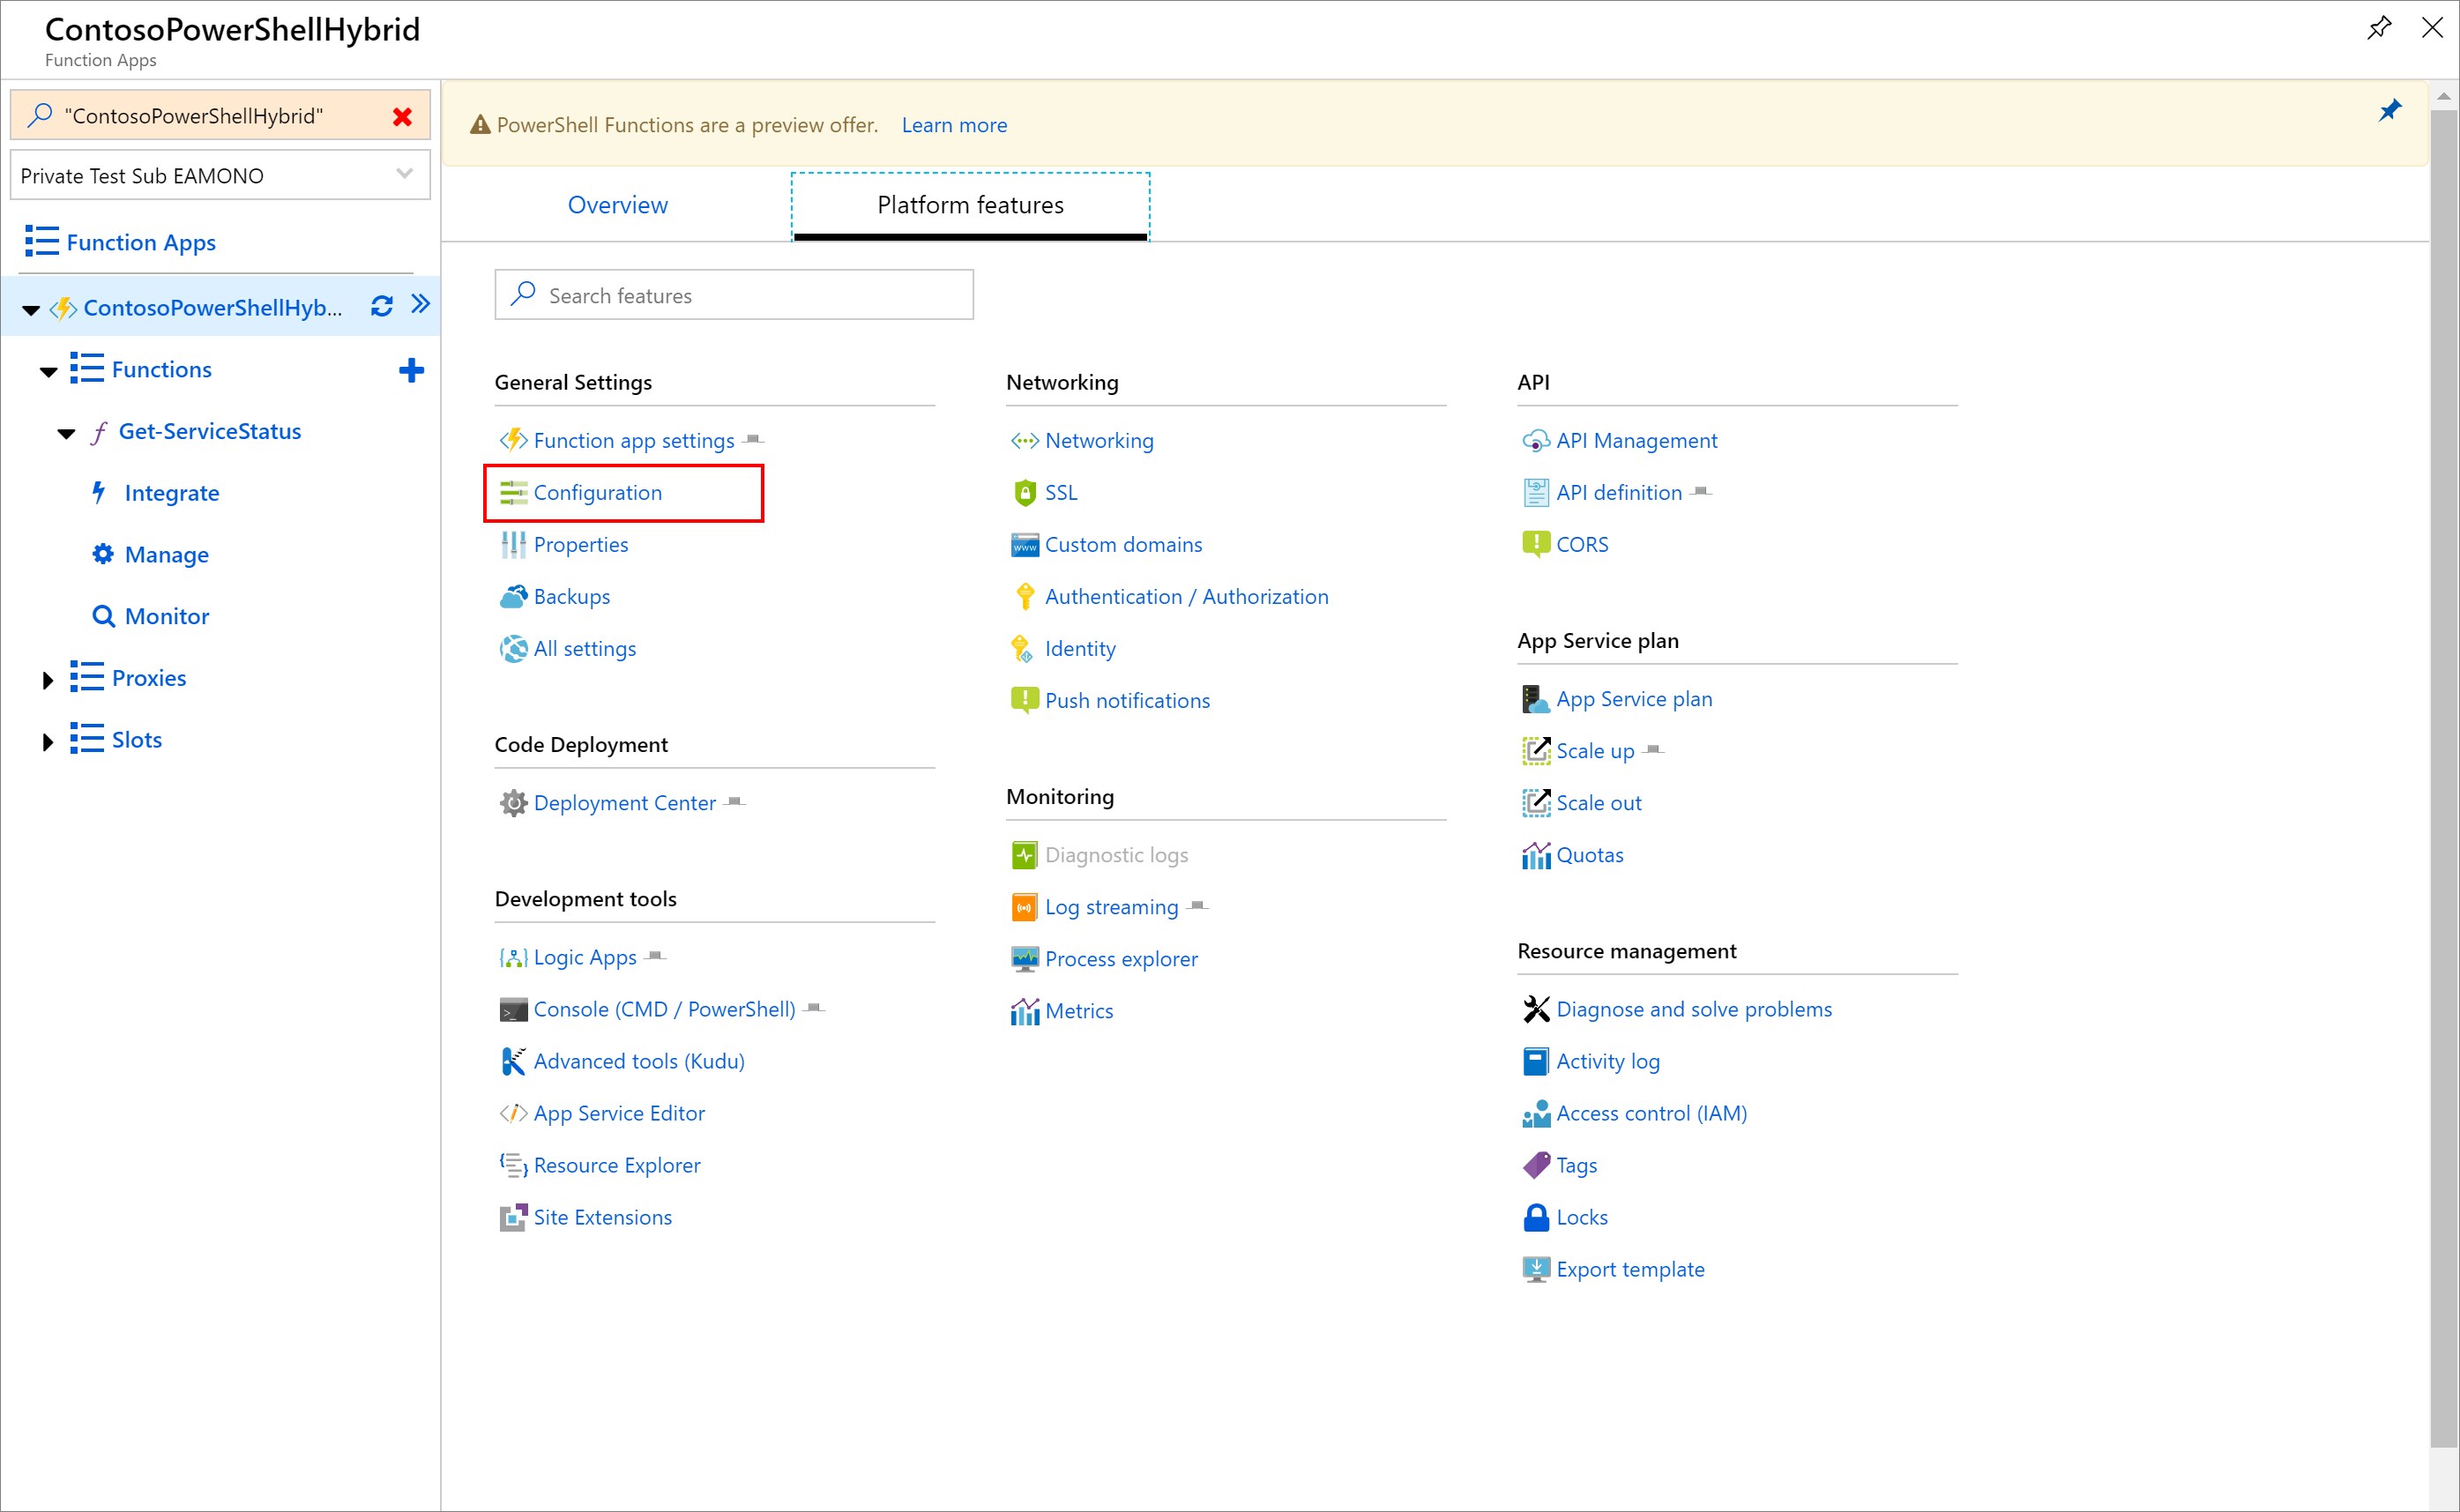 ContosoPowerShellHybrid
Function Apps
"ContosoPowerShellHybrid"
Private Test Sub EAMONO
Function Apps
ContosoPowerShellHyb...
Functions
Get-ServiceStatus
Integrate
Manage
Monitor
Proxies
Slots
PowerShell Functions are a preview offer. Learn more
Overview
Platform features
Search features
General Settings
Function app settings
Configuration
Properties
Backups
All settings
Code Deployment
Deployment Center
Development tools
Logic Apps
Console (CMD / PowerShell)
Advanced tools (Kudu)
App Service Editor
Resource Explorer
Site Extensions
Networking
Networking
SSL
www
Custom domains
Authentication / Authorization
Identity
Push notifications
Monitoring
Diagnostic logs
Log streaming
Process explorer
Metrics
API
API Management
API definition
CORS
App Service plan
App Service plan
Scale up
Scale out
Quotas
Resource management
Diagnose and solve problems
Activity log
Access control (IAM)
Tags
Locks
Export template